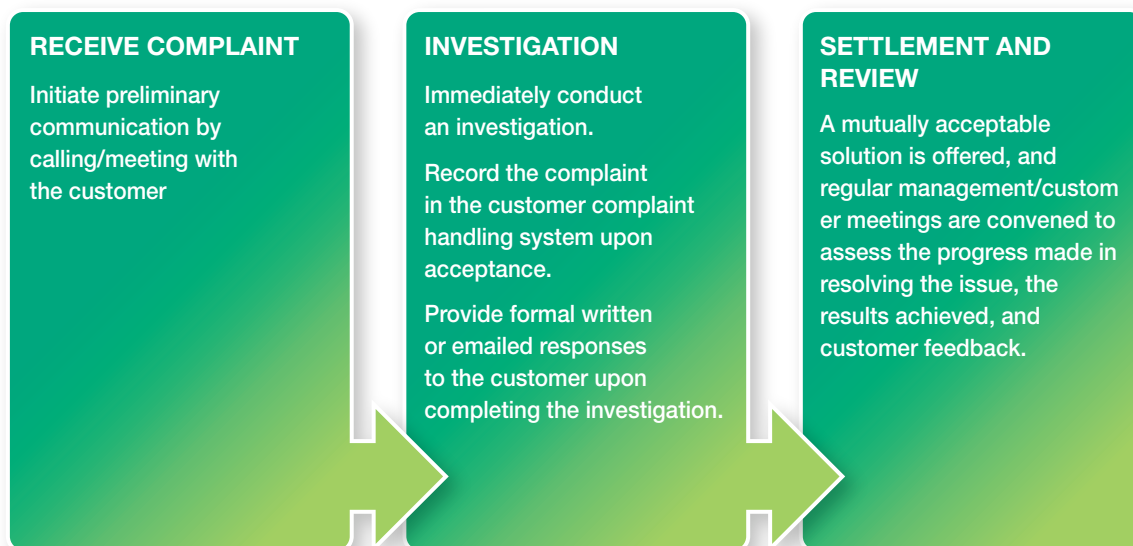 RECEIVE COMPLAINT
Initiate preliminary
communication by
calling/meeting with
the customer
INVESTIGATION
Immediately conduct
an investigation.
Record the complaint
in the customer complaint
handling system upon
acceptance.
Provide formal written
or emailed responses
to the customer upon
completing the investigation.
SETTLEMENT AND
REVIEW
A mutually acceptable
solution is offered, and
regular management/custom
er meetings are convened to
assess the progress made in
resolving the issue, the
results achieved, and
customer feedback.